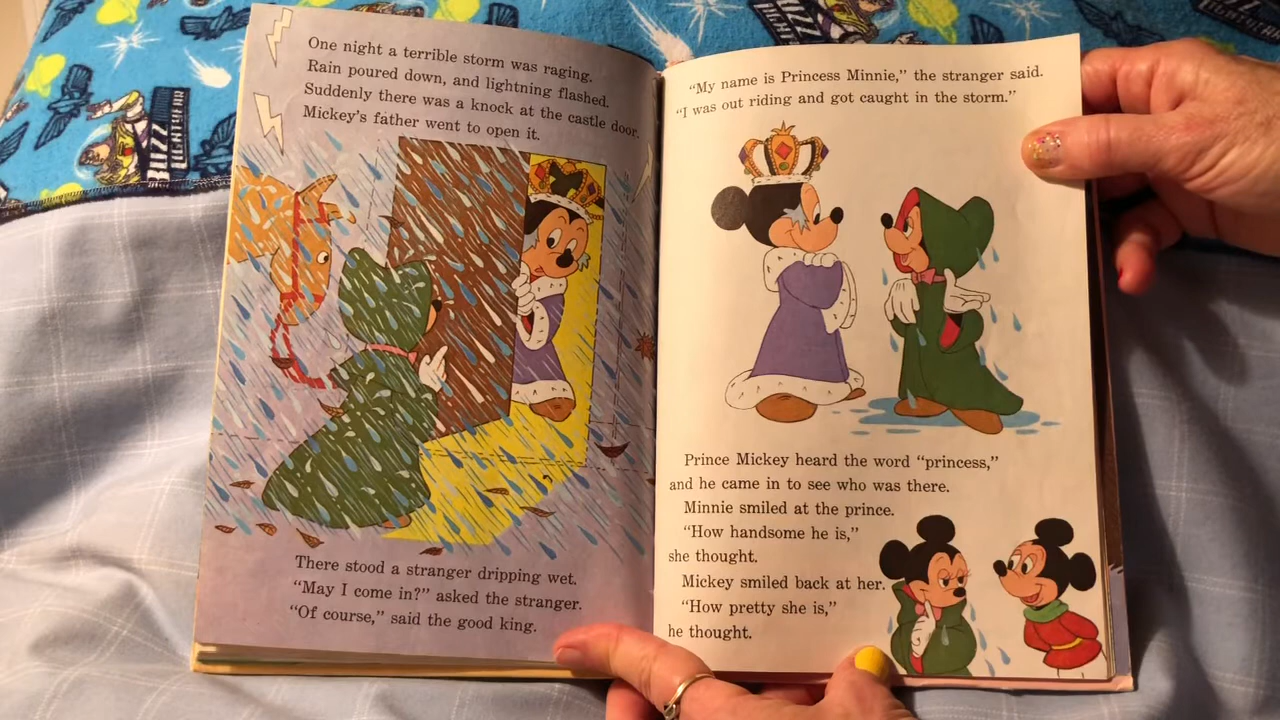 BUZZ
LIGHTYEAR
One night a terrible storm was raging.
Rain poured down, and lightning flashed.
Suddenly there was a knock at the castle door.
Mickey's father went to open it.
There stood a stranger dripping wet.
“May I come in?” asked the stranger.
“Of course,” said the good king.
“My name is Princess Minnie,” the stranger said.
“I was out riding and got caught in the storm.”
Prince Mickey heard the word “princess,”
and he came in to see who was there.
Minnie smiled at the prince.
“How handsome he is,”
she thought.
Mickey smiled back at her.
“How pretty she is,”
he thought.